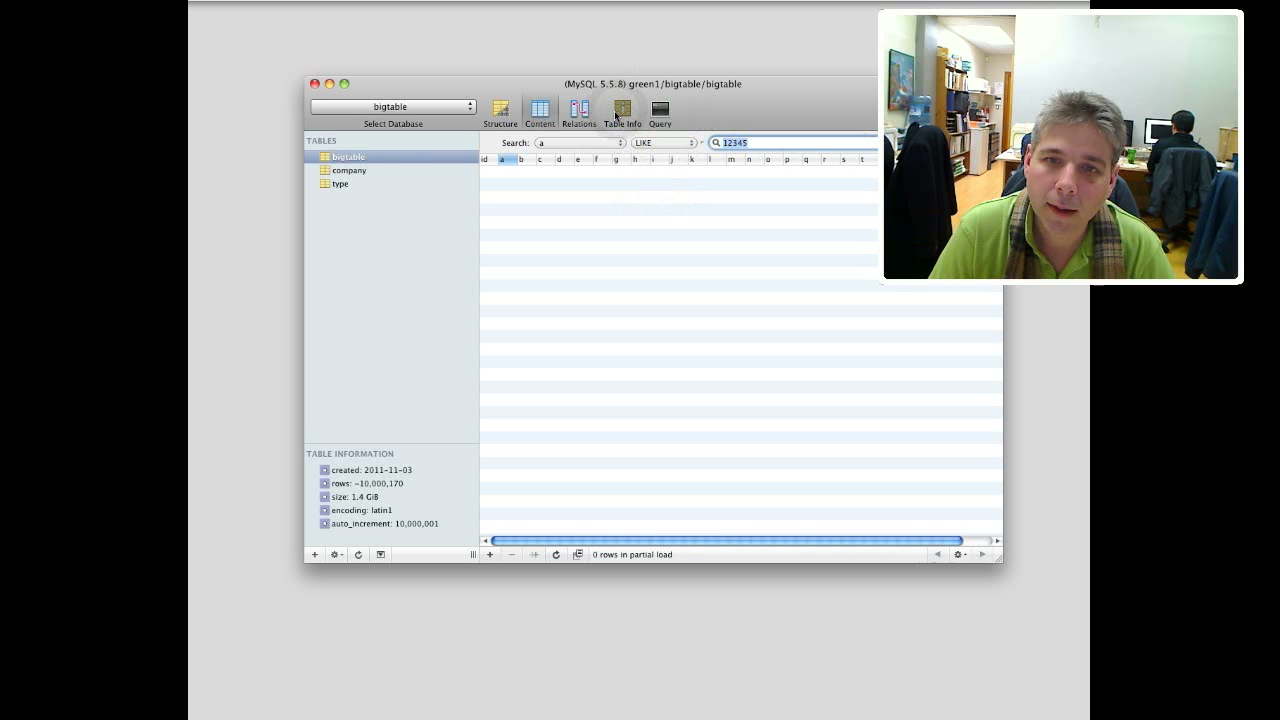 (MySQL 5.5.8) green1/bigtable/bigtable
bigtable
Select Database
Structure
Content
Relations
Table Info
Query
TABLES
bigtable
company
type
Search:
a
LIKE
12345
id a b c d e f g h i j k l m n o p q r s t
TABLE INFORMATION
created: 2011-11-03
rows: ~10,000,170
size: 1.4 GiB
encoding: latin1
auto_increment: 10,000,001
0 rows in partial load